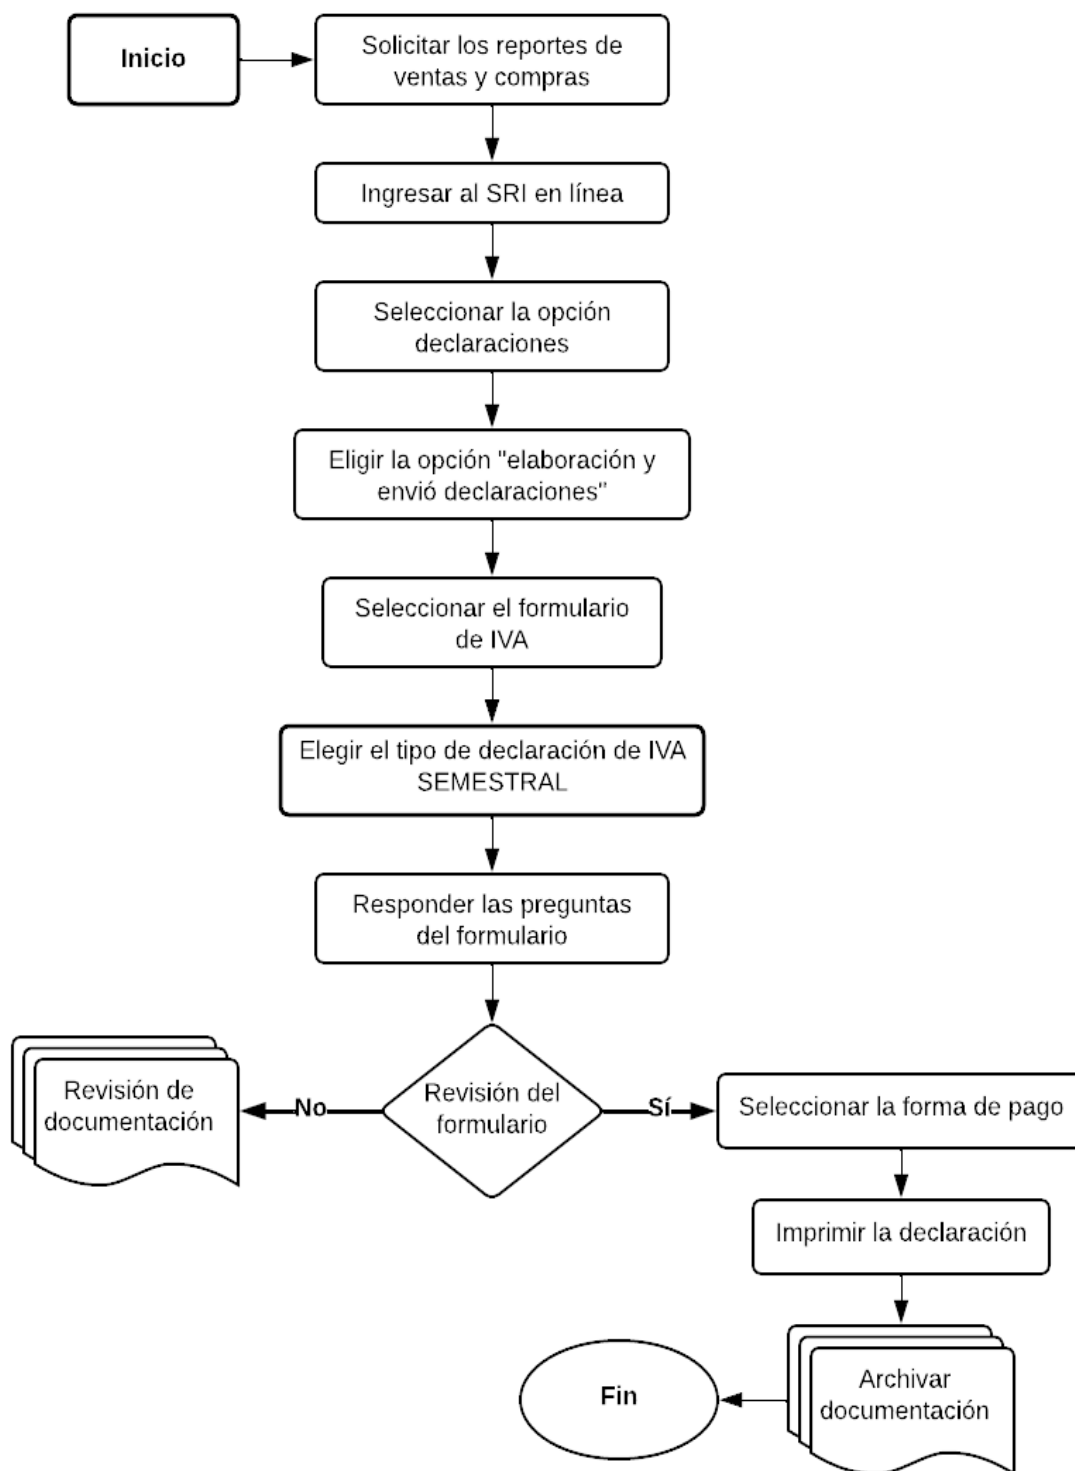 Inicio
Solicitar los reportes de
ventas y compras
Ingresar al SRI en línea
Seleccionar la opción
declaraciones
Eligir la opción "elaboración y
envió declaraciones"
Seleccionar el formulario
de IVA
Elegir el tipo de declaración de IVA
SEMESTRAL
Responder las preguntas
del formulario
Revisión del
formulario
No
Revisión de
documentación
Sí
Seleccionar la forma de pago
Imprimir la declaración
Archivar
documentación
Fin